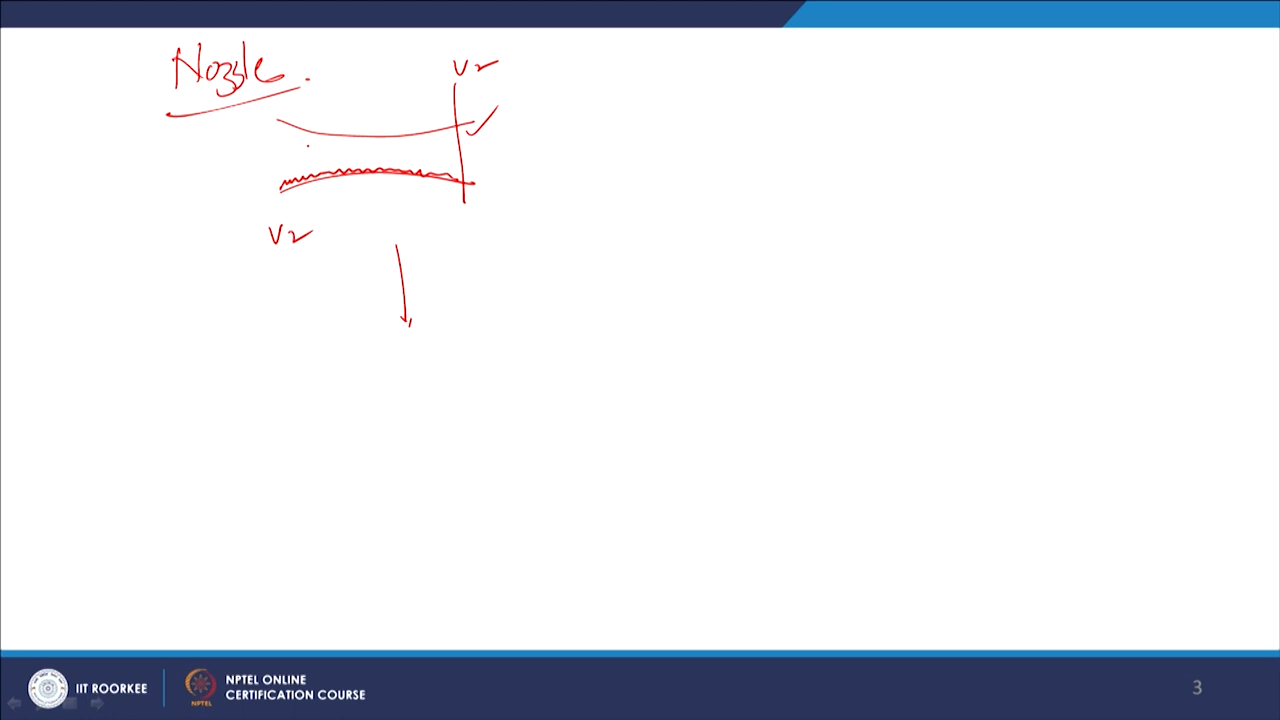 Nozzle.
V2
V2
IIT ROORKEE
NPTEL ONLINE
CERTIFICATION COURSE
3